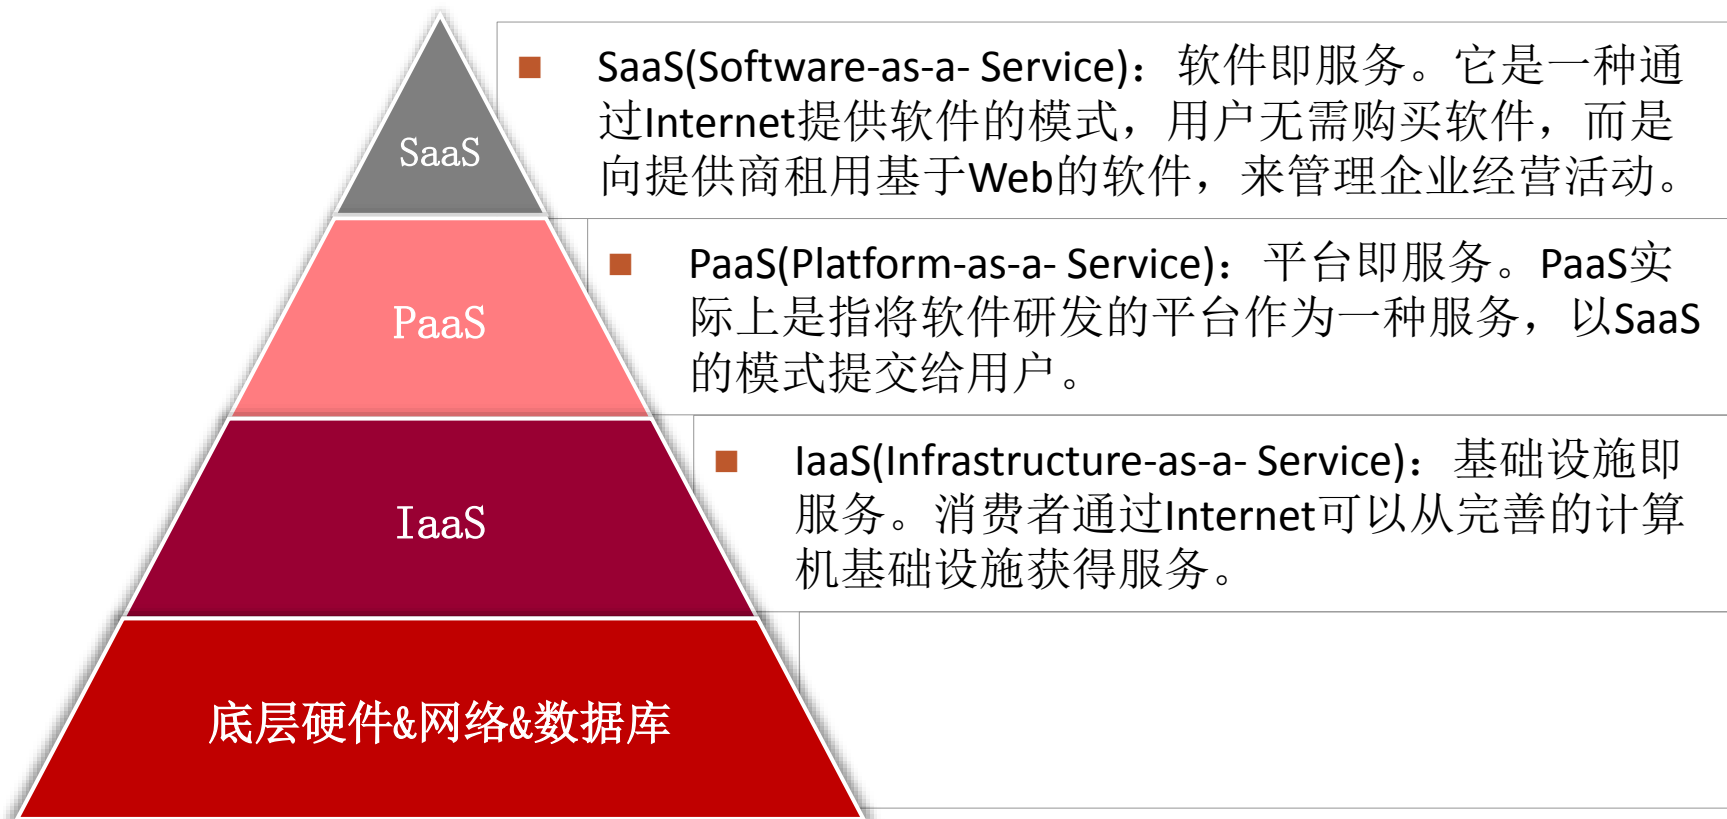 SaaS
SaaS(Software-as-a- Service)：软件即服务。它是一种通
过Internet提供软件的模式，用户无需购买软件，而是
向提供商租用基于Web的软件，来管理企业经营活动。
PaaS
PaaS(Platform-as-a- Service)：平台即服务。PaaS实
际上是指将软件研发的平台作为一种服务，以SaaS
的模式提交给用户。
IaaS
IaaS(Infrastructure-as-a- Service)：基础设施即
服务。消费者通过Internet可以从完善的计算
机基础设施获得服务。
底层硬件&网络&数据库